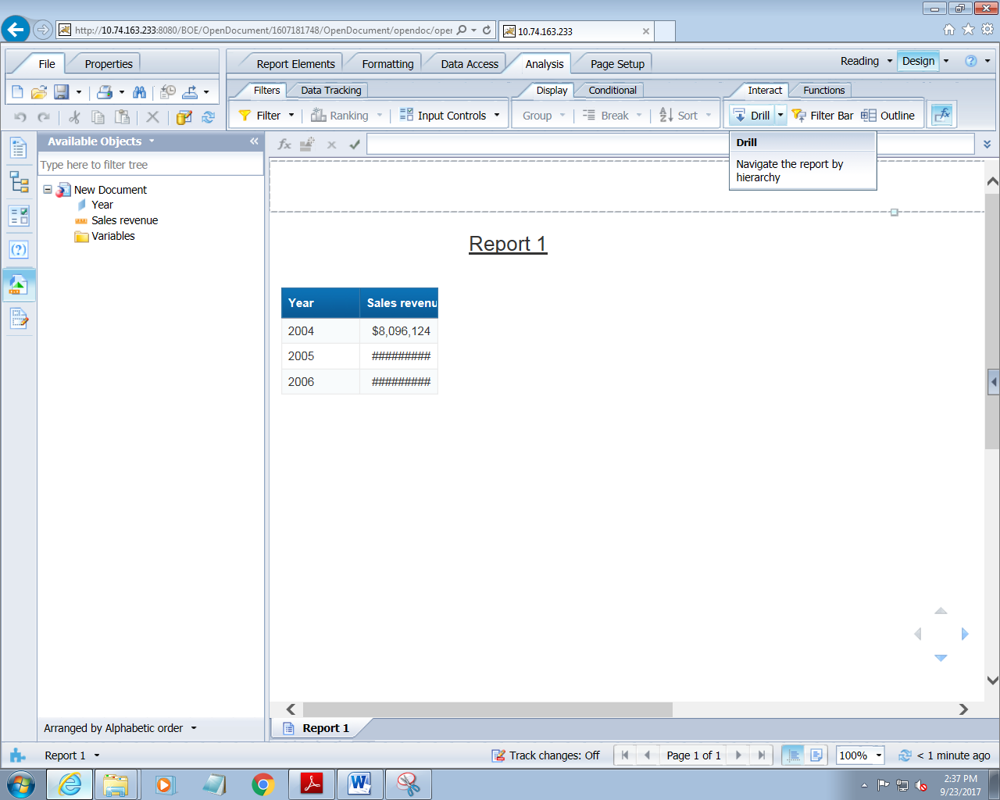 http://10.74.163.233:8080/BOE/OpenDocument/1607181748/OpenDocument/opendoc/oper
10.74.163.233
File
Properties
Report Elements
Formatting
Data Access
Analysis
Page Setup
Reading
Design
Filters
Data Tracking
Display
Conditional
Interact
Functions
Filter
Ranking
Input Controls
Group
Break
Sort
Drill
Filter Bar
Outline
Available Objects
Type here to filter tree
New Document
Year
Sales revenue
Variables
Drill
Navigate the report by
hierarchy
Report 1
Year Sales revenu
2004 $8,096,124
2005 #########
2006 #########
Arranged by Alphabetic order
Report 1
Report 1
Track changes: Off
Page 1 of 1
100%
< 1 minute ago
2:37 PM
9/23/2017